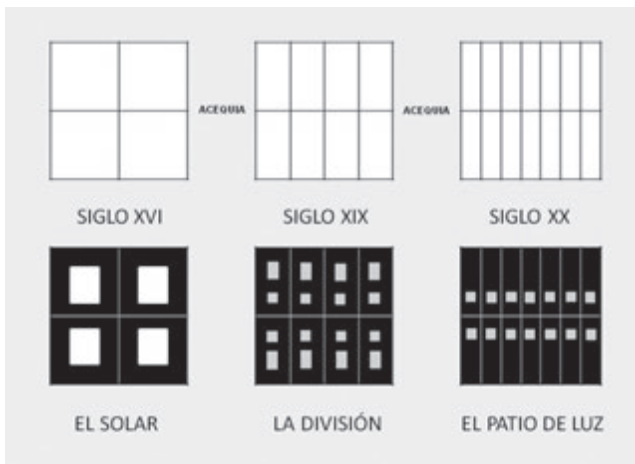 ACEQUIA
ACEQUIA
SIGLO XVI
SIGLO XIX
SIGLO XX
EL SOLAR
LA DIVISIÓN
EL PATIO DE LUZ